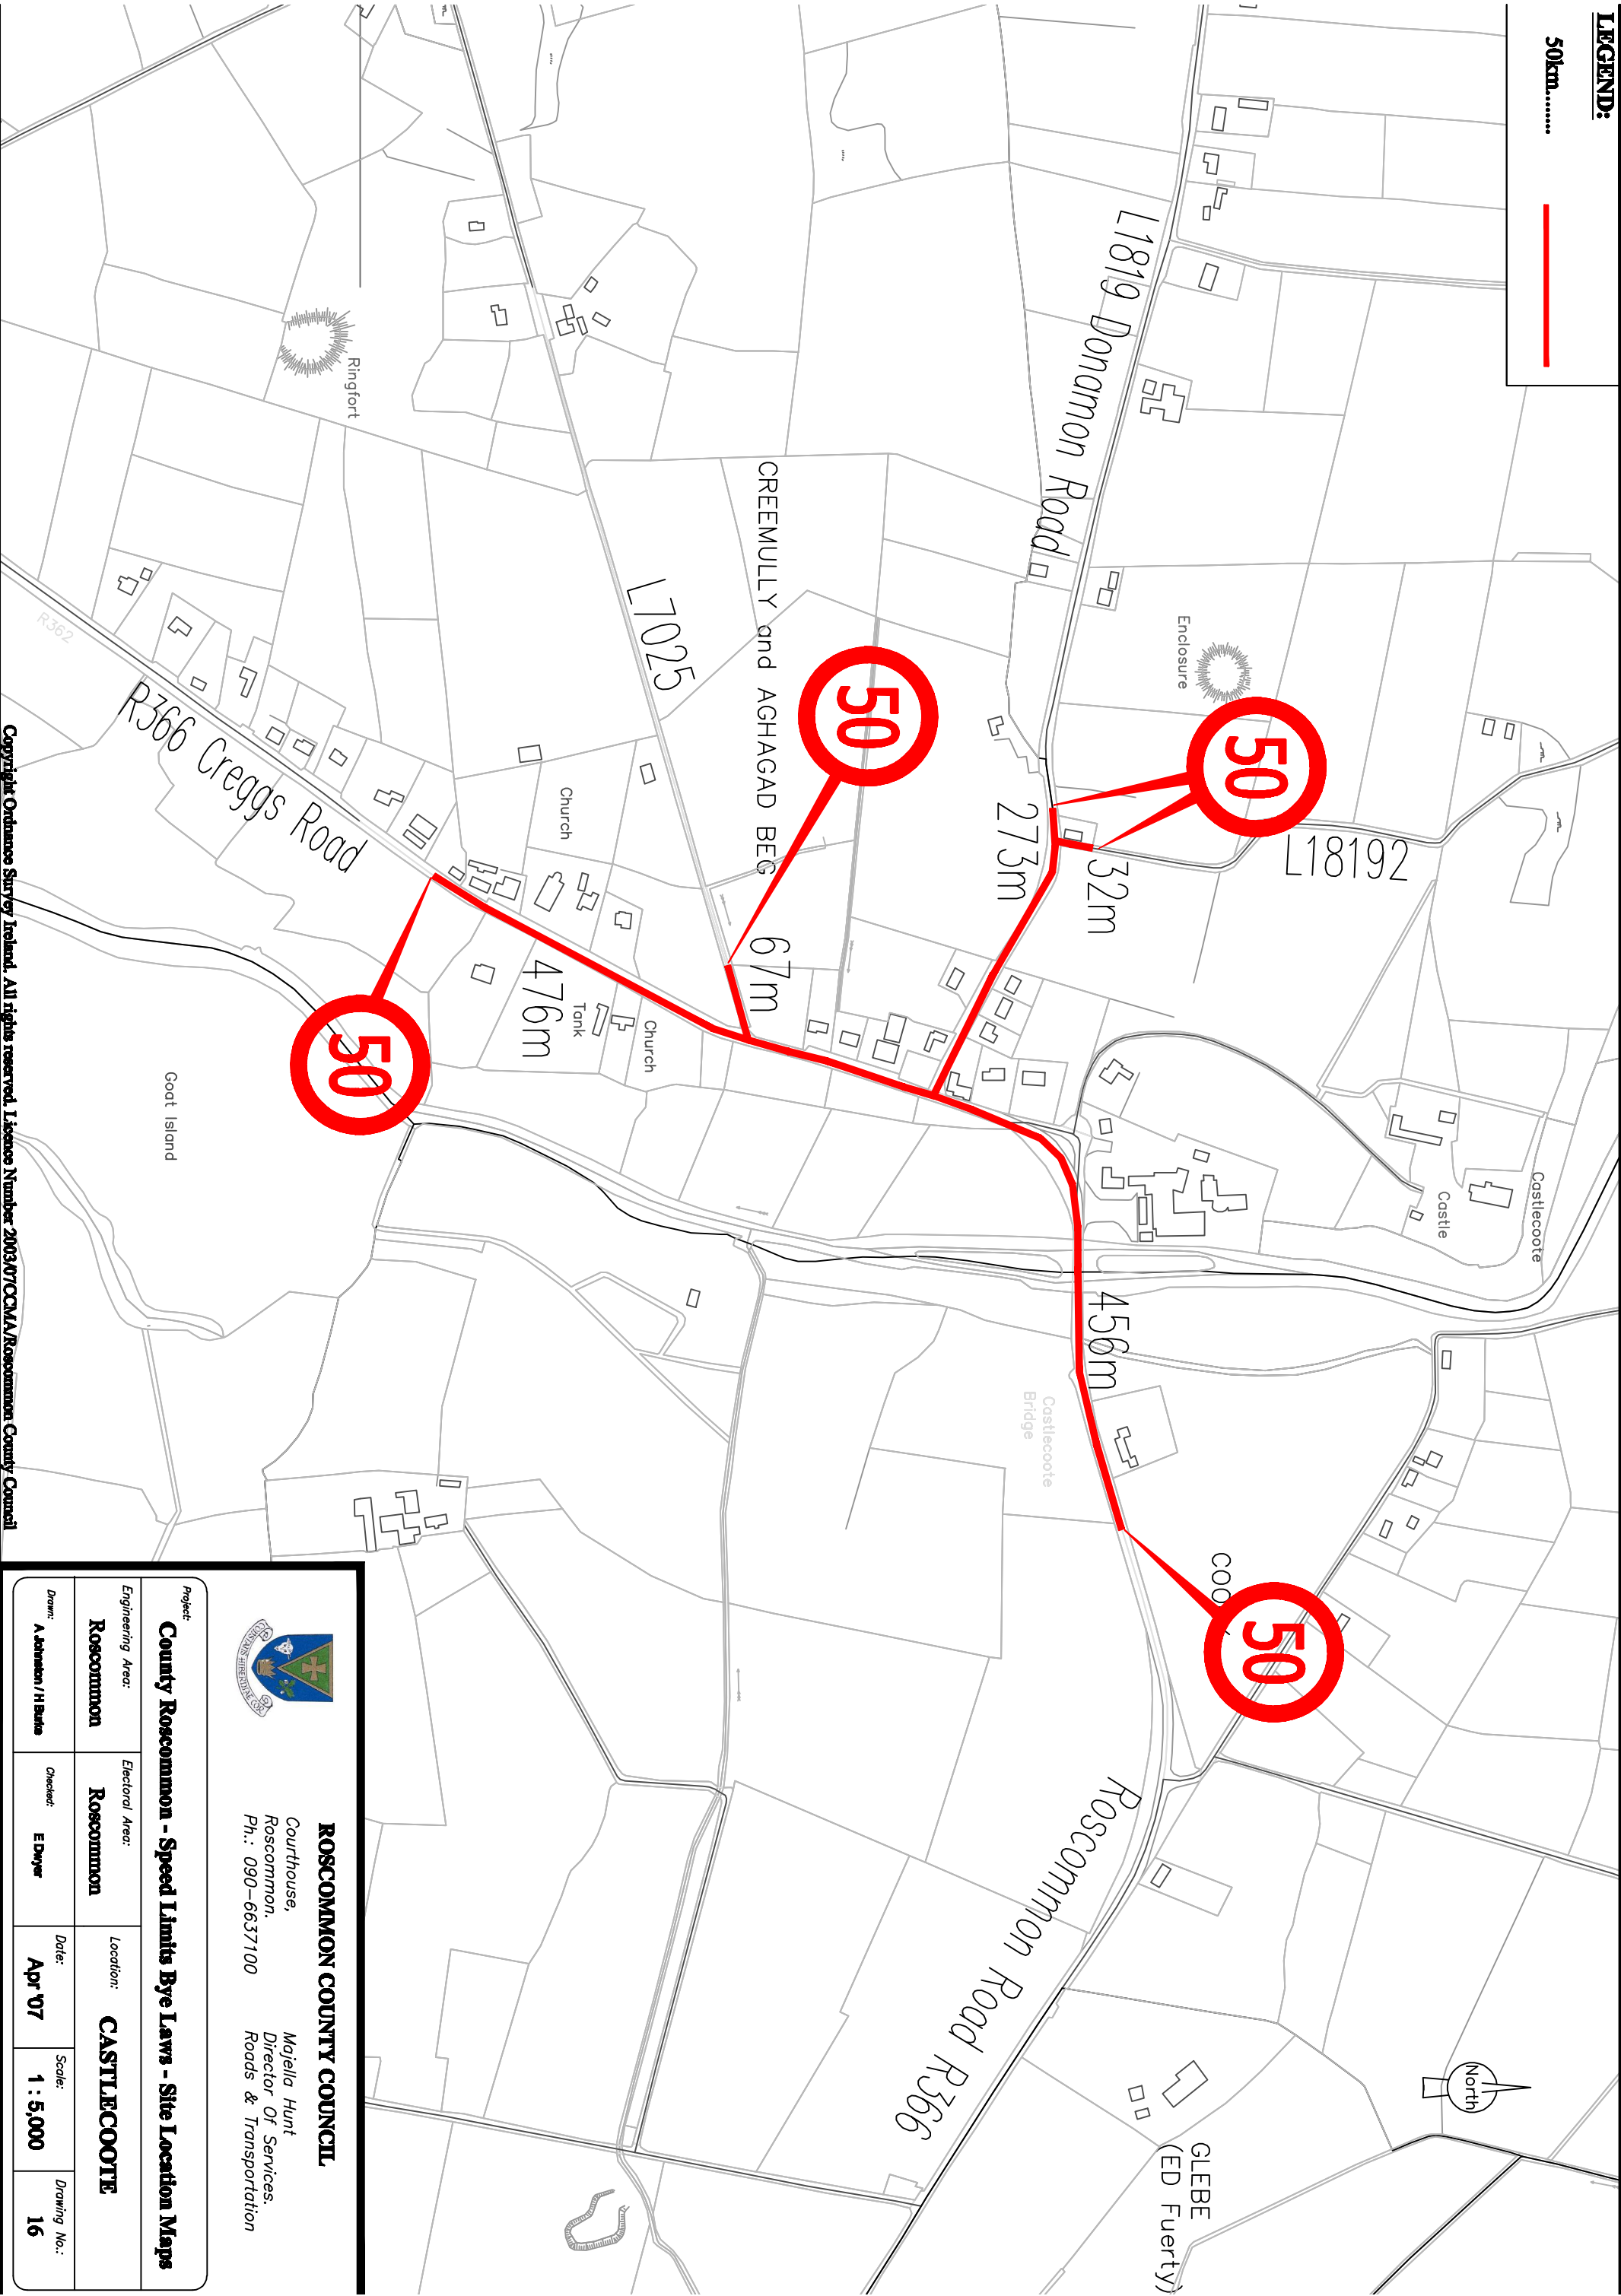 LEGEND:
50km.........
L1819 Donamon Road
Enclosure
50
L18192
273m
32m
Ringfort
CREEMULLY and AGHAGAD BEG
L7025
50
67m
R362
R366 Creggs Road
Church
476m
Tank
Church
50
Goat Island
Castlecoote
Castle
456m
Castlecoote
Bridge
50
Roscommon Road R366
North
GLEBE
(ED Fuerty)
Copyright Ordnance Survey Ireland. All rights reserved. Licence Number 2003/07CCMA/Roscommon County Council
ROSCOMMON COUNTY COUNCIL
Courthouse,
Roscommon.
Ph.: 090-6637100
Majella Hunt
Director Of Services.
Roads & Transportation
Project:
County Roscommon - Speed Limits Bye Laws - Site Location Maps
Engineering Area:
Roscommon
Electoral Area:
Roscommon
Location:
CASTLECOOTE
Drawn:
A Johnston / H Burke
Checked:
E Dwyer
Date:
Apr '07
Scale:
1 : 5,000
Drawing No.:
16